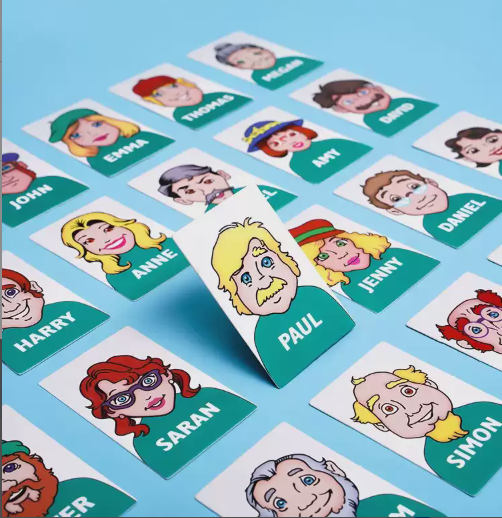 MEGAN
THOMAS
DAVID
EMMA
AMY
JOHN
DANIEL
ANNE
JENNY
PAUL
HARRY
SARAN
SIMON